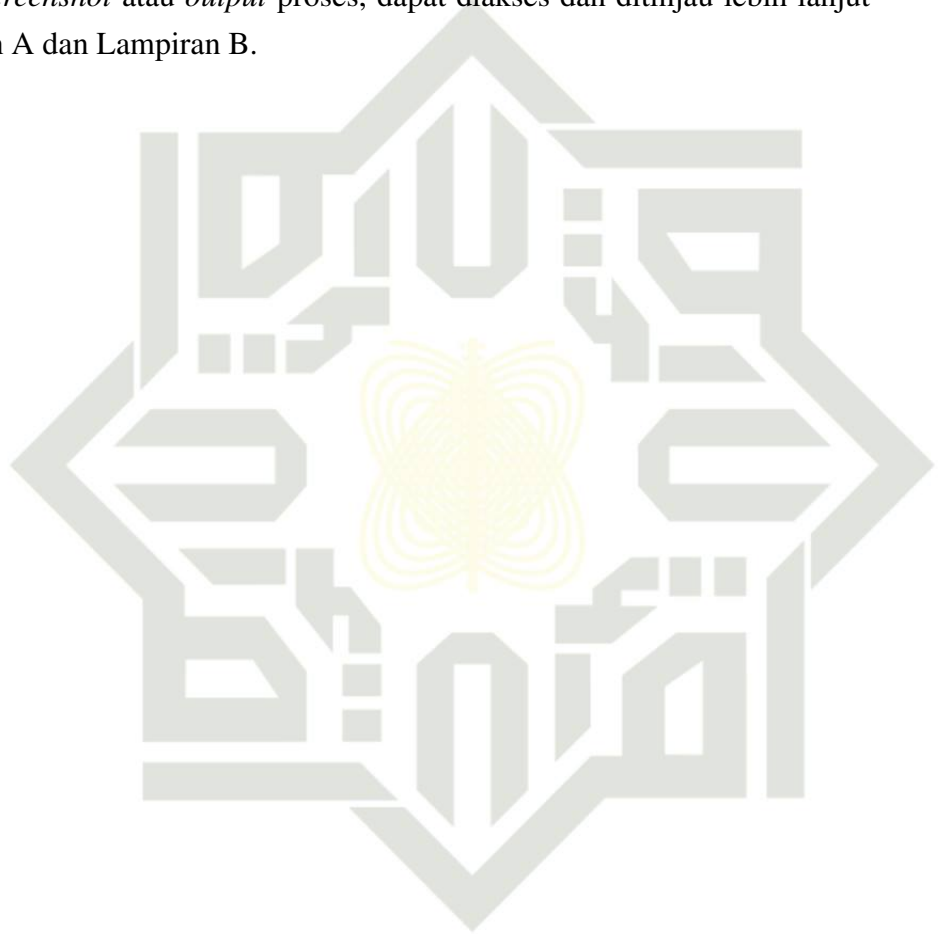 atau output proses, dapat diakses dan ditinjau lebih lanjut
A dan Lampiran B.